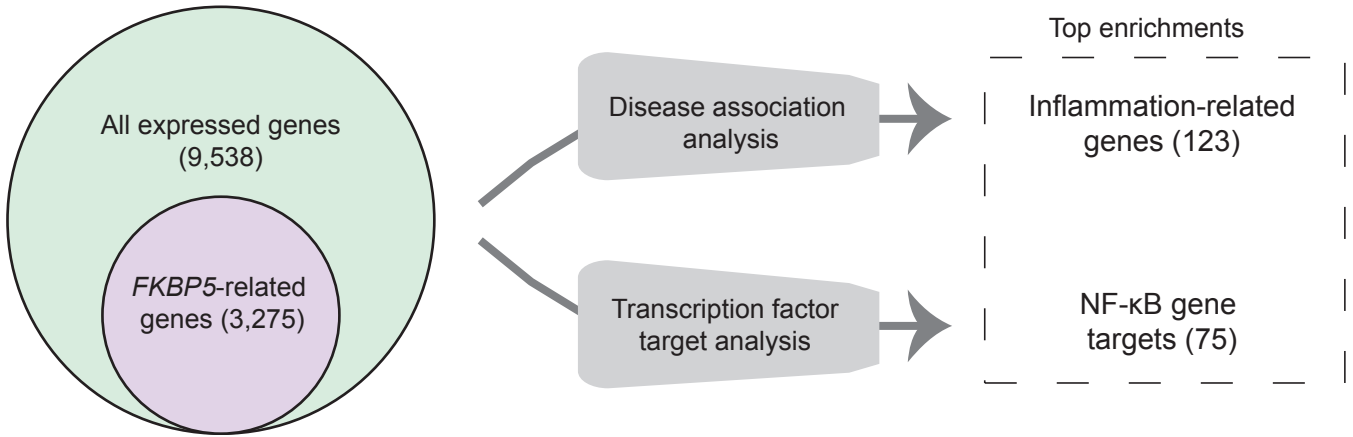 All expressed genes
(9,538)
FKBP5-related
genes (3,275)
Disease association
analysis
Transcription factor
target analysis
Top enrichments
Inflammation-related
genes (123)
NF-κB gene
targets (75)